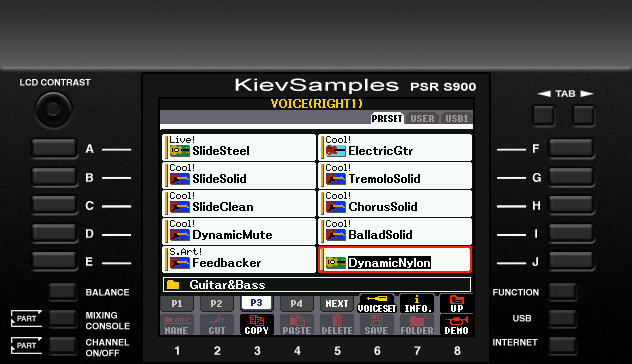 LCD CONTRAST
KievSamples PSR S900
TAB
VOICE(RIGHT1)
PRESET USER USB1
A
B
C
D
E
Live!
SlideSteel
Cool!
SlideSolid
Cool!
SlideClean
Cool!
DynamicMute
S.Art!
Feedbacker
Cool!
ElectricGtr
Cool!
TremoloSolid
Cool!
ChorusSolid
Cool!
BalladSolid
DynamicNylon
F
G
H
I
J
Guitar&Bass
P1 P2 P3 P4 NEXT VOICESET INFO. UP
NAME CUT COPY PASTE DELETE SAVE FOLDER DEMO
1 2 3 4 5 6 7 8
BALANCE
PART
MIXING
CONSOLE
PART
CHANNEL
ON/OFF
FUNCTION
USB
INTERNET